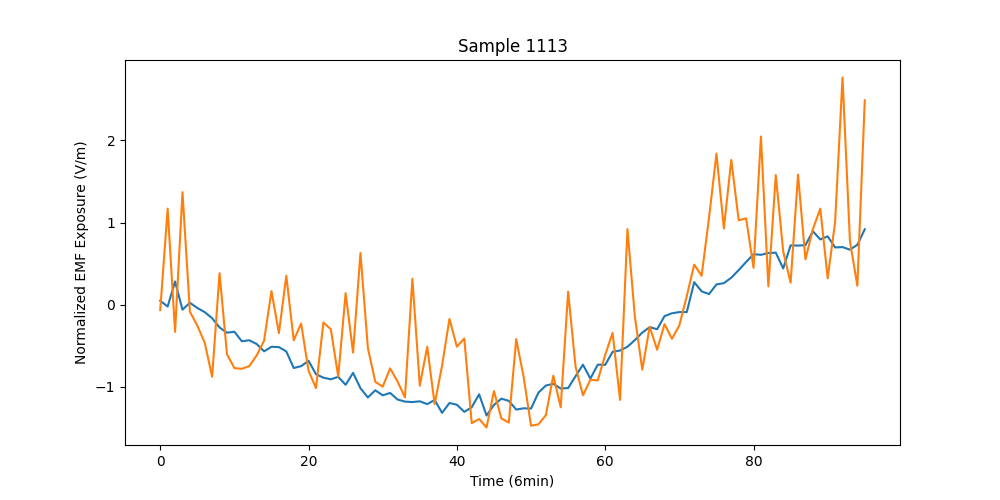 Sample 1113
Normalized EMF Exposure (V/m)
2
1
0
−1
0 20 40 60 80
Time (6min)